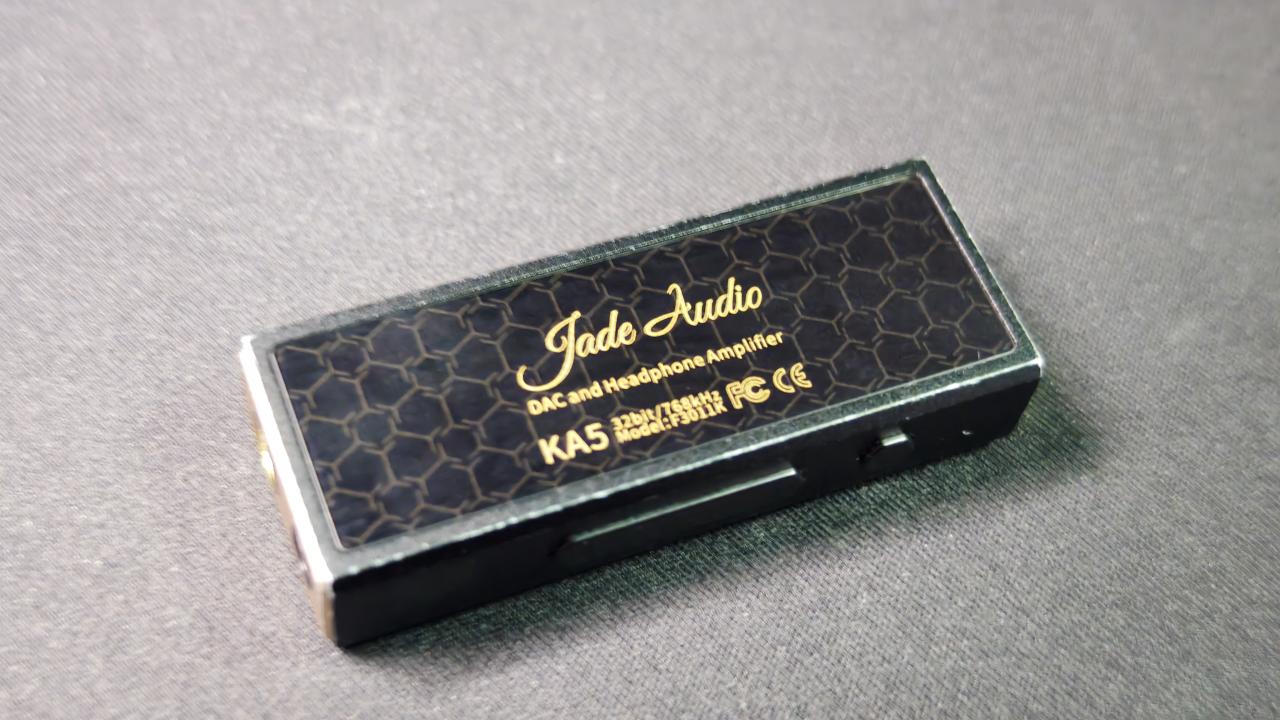 Jade Audio
DAC and Headphone Amplifier
KA5
32bit/768kHz
Model:F3011K
FC CE